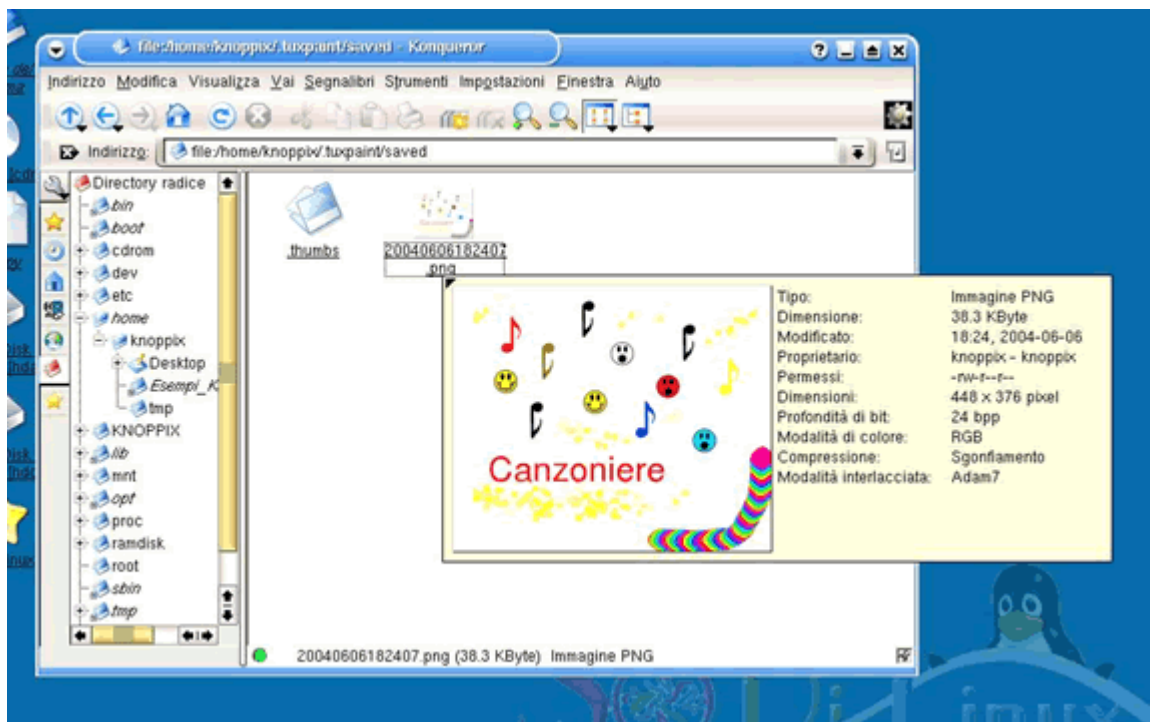 file:/home/knoppix/.tuxpaint/saved - Konqueror
Indirizzo Modifica Visualizza Vai Segnalibri Strumenti Impostazioni Finestra Aiuto
Indirizzo: file:/home/knoppix/.tuxpaint/saved
Directory radice
bin
boot
cdrom
dev
etc
home
knoppix
Desktop
Esempi_K
tmp
KNOPPIX
lib
mnt
opt
proc
ramdisk
root
sbin
tmp
.thumbs
20040606182407
.png
Canzoniere
Tipo: Immagine PNG
Dimensione: 38.3 KByte
Modificato: 18:24, 2004-06-06
Proprietario: knoppix - knoppix
Permessi: -rw-r--r--
Dimensioni: 448 x 376 pixel
Profondità di bit: 24 bpp
Modalità di colore: RGB
Compressione: Sgonfiamento
Modalità interlacciata: Adam7
20040606182407.png (38.3 KByte) Immagine PNG